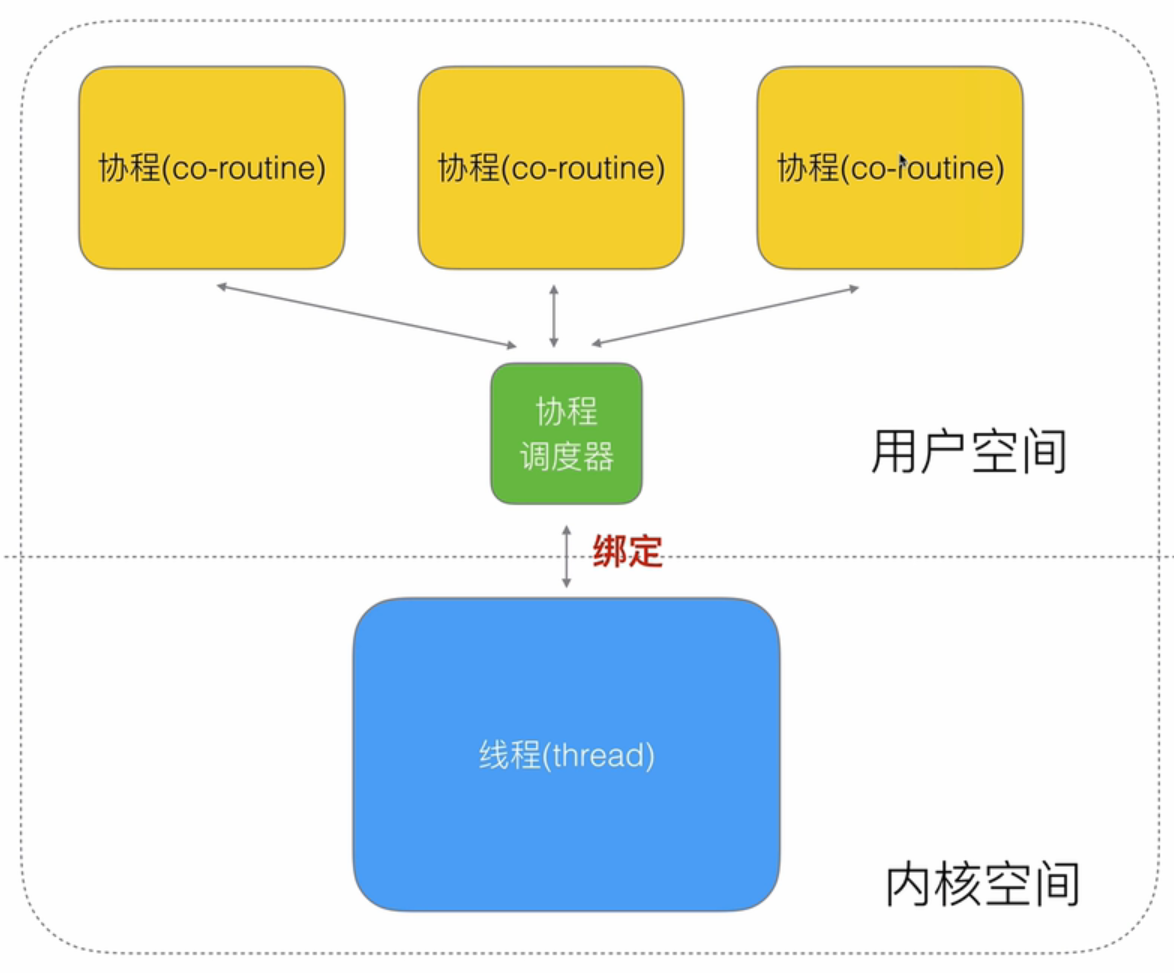 协程(co-routine)
协程(co-routine)
协程(co-routine)
协程
调度器
用户空间
绑定
线程(thread)
内核空间